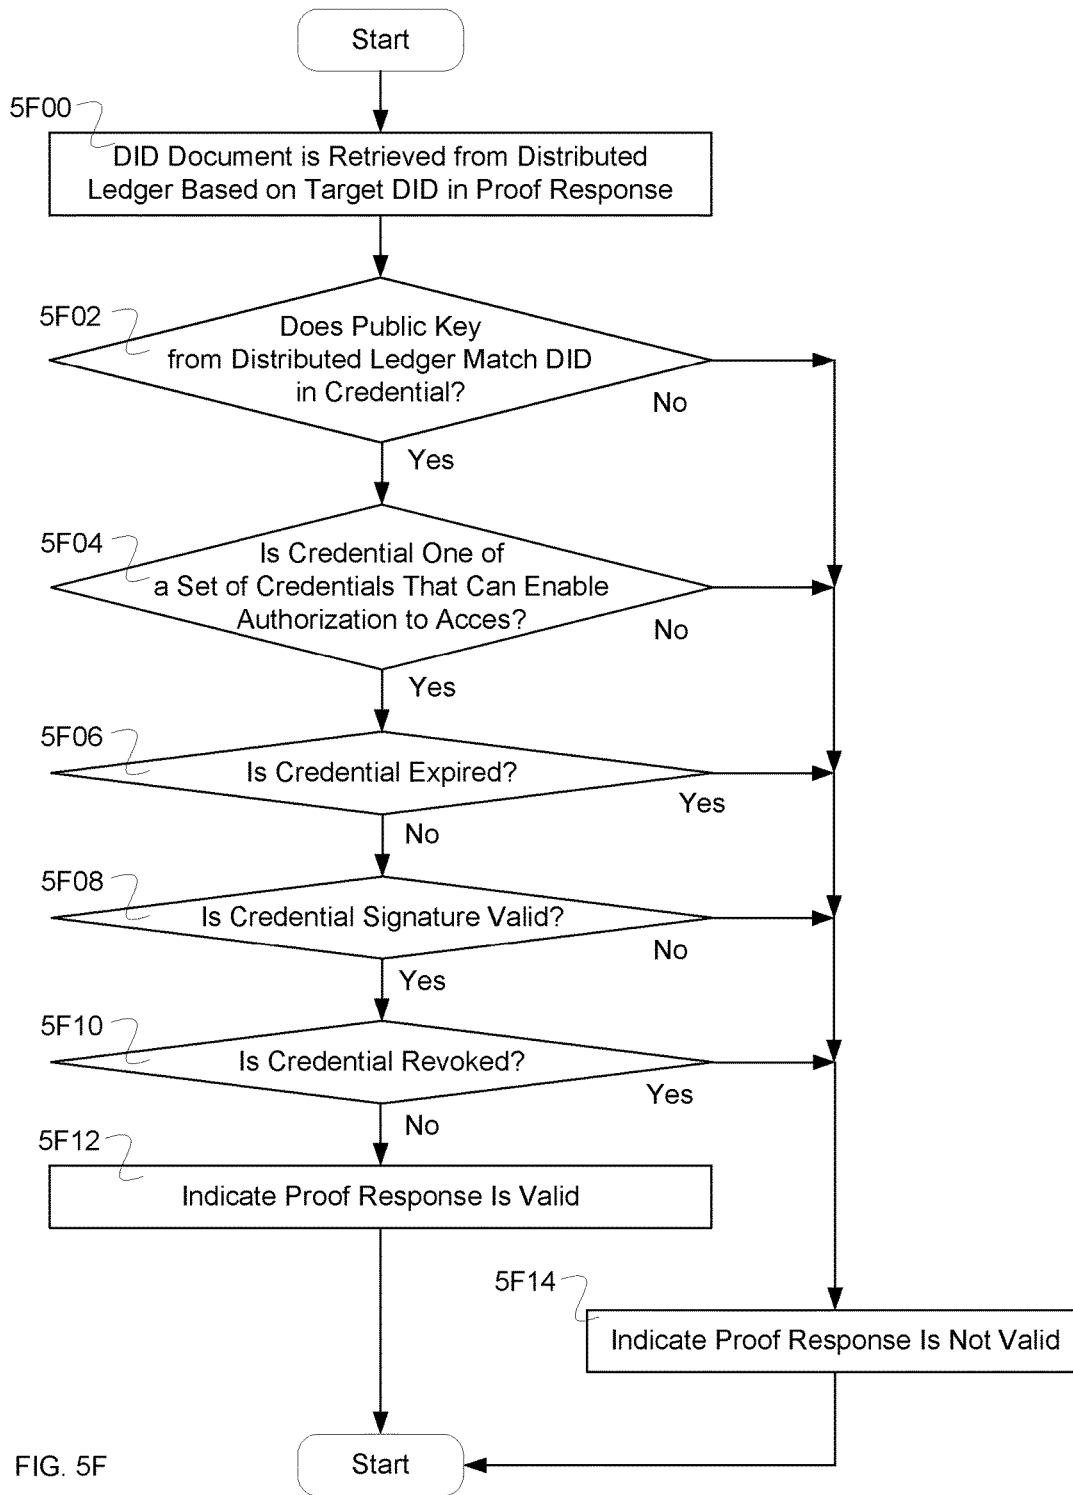 Start
5F00
DID Document is Retrieved from Distributed
Ledger Based on Target DID in Proof Response
5F02
Does Public Key
from Distributed Ledger Match DID
in Credential?
No
Yes
5F04
Is Credential One of
a Set of Credentials That Can Enable
Authorization to Acces?
No
Yes
5F06
Is Credential Expired?
Yes
No
5F08
Is Credential Signature Valid?
No
Yes
5F10
Is Credential Revoked?
Yes
No
5F12
Indicate Proof Response Is Valid
5F14
Indicate Proof Response Is Not Valid
Start
FIG. 5F